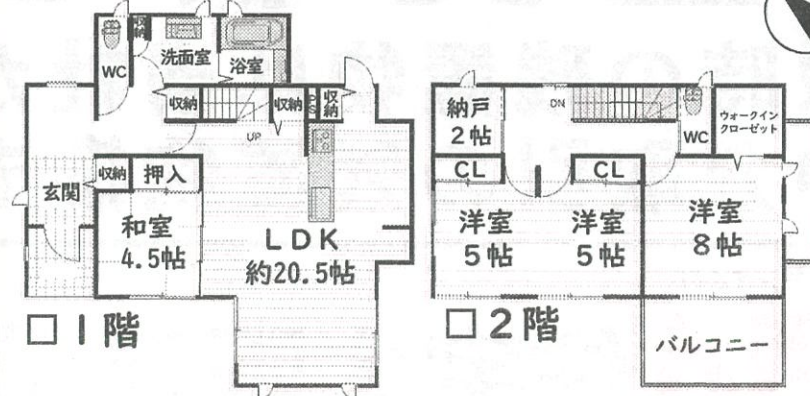 収納
洗面室
WC
浴室
収納
収納
PS
収納
UP
収納
押入
玄関
和室
4.5帖
LDK
約20.5帖
□1階
納戸
2帖
DN
WC
ウォークイン
クローゼット
CL
CL
洋室
5帖
洋室
5帖
洋室
8帖
□2階
バルコニー